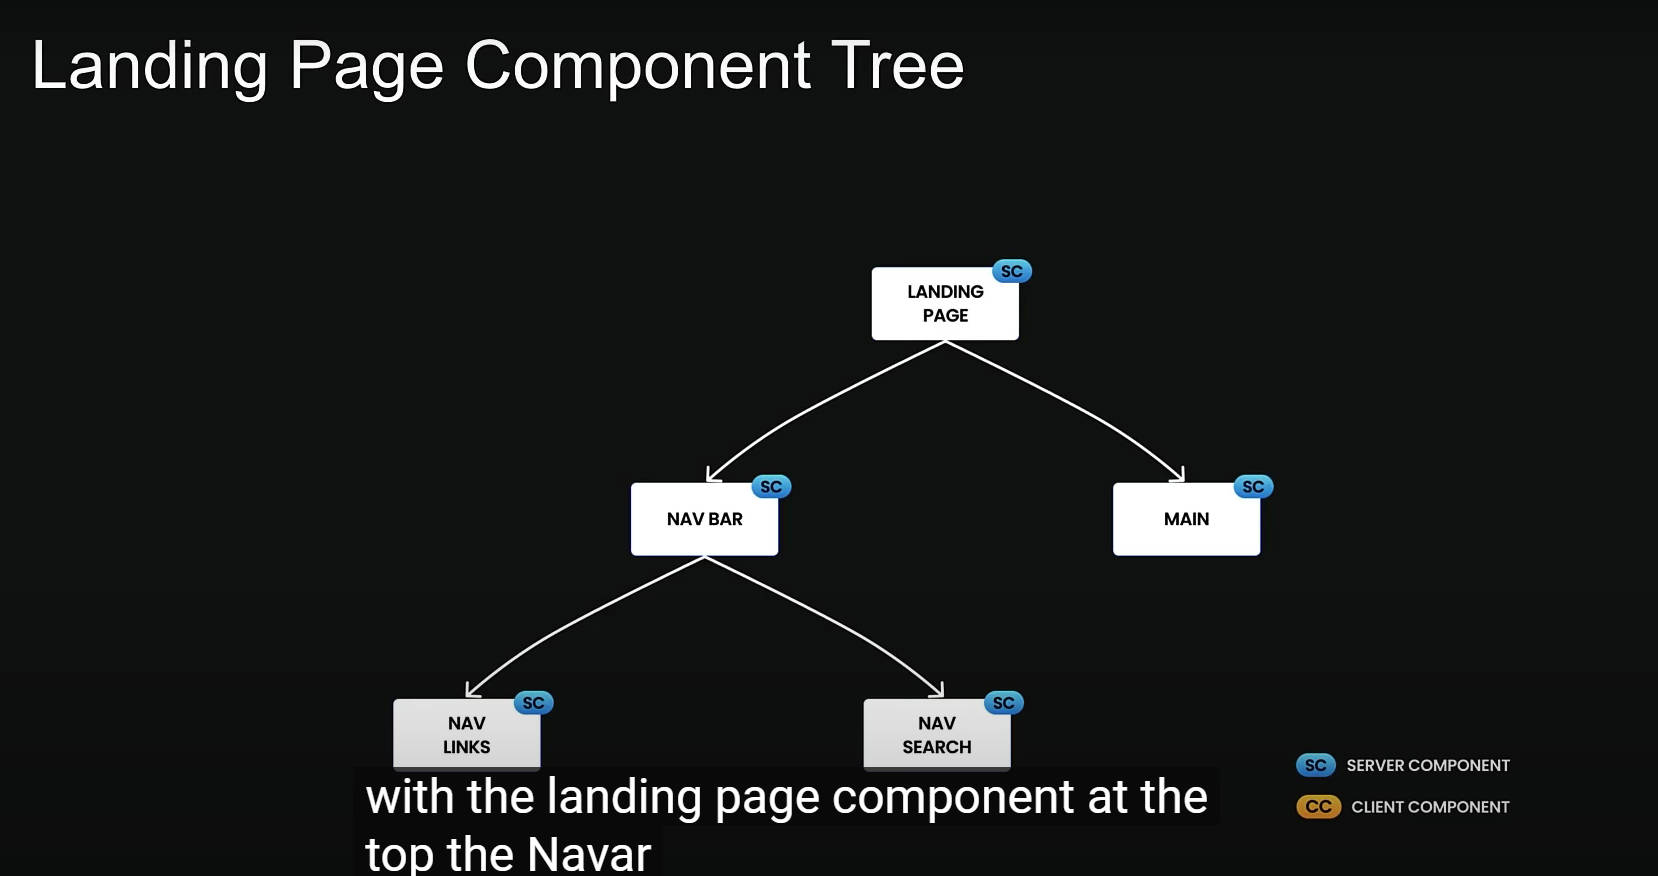 Landing Page Component Tree
SC
LANDING
PAGE
SC
NAV BAR
SC
MAIN
SC
NAV
LINKS
SC
NAV
SEARCH
SC SERVER COMPONENT
CC CLIENT COMPONENT
with the landing page component at the
top the Navar